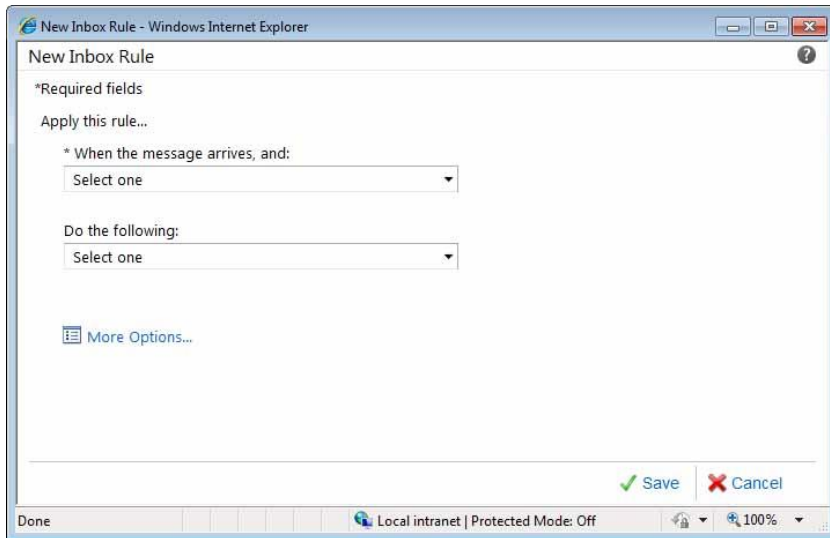 New Inbox Rule - Windows Internet Explorer
New Inbox Rule
*Required fields
Apply this rule...
* When the message arrives, and:
Select one
Do the following:
Select one
More Options...
Save Cancel
Done Local intranet | Protected Mode: Off 100%